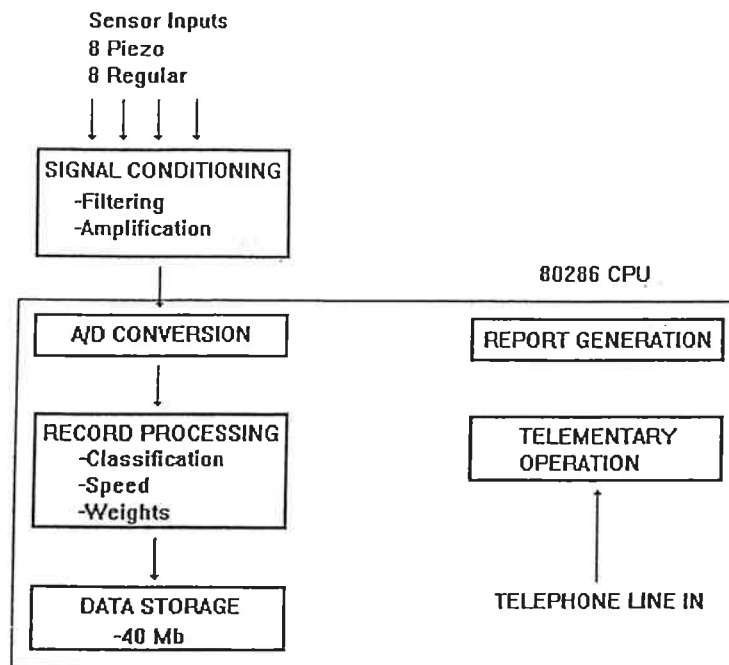 Sensor Inputs
8 Piezo
8 Regular
SIGNAL CONDITIONING
-Filtering
-Amplification
80286 CPU
A/D CONVERSION
REPORT GENERATION
RECORD PROCESSING
-Classification
-Speed
-Weights
TELEMENTARY
OPERATION
DATA STORAGE
-40 Mb
TELEPHONE LINE IN